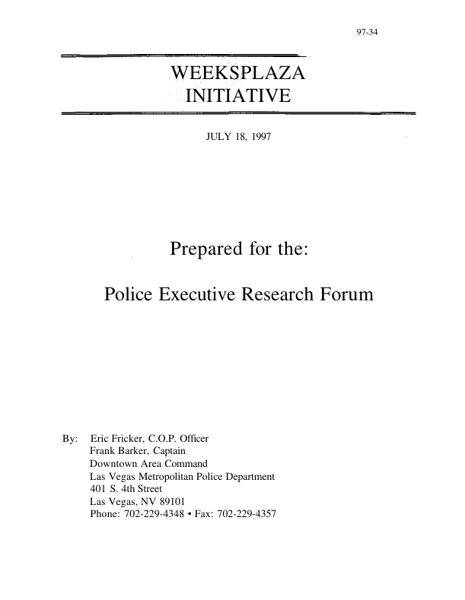 97-34
WEEKSPLAZA
INITIATIVE
JULY 18, 1997
Prepared for the:
Police Executive Research Forum
By: Eric Fricker, C.O.P. Officer
Frank Barker, Captain
Downtown Area Command
Las Vegas Metropolitan Police Department
401 S. 4th Street
Las Vegas, NV 89101
Phone: 702-229-4348 • Fax: 702-229-4357